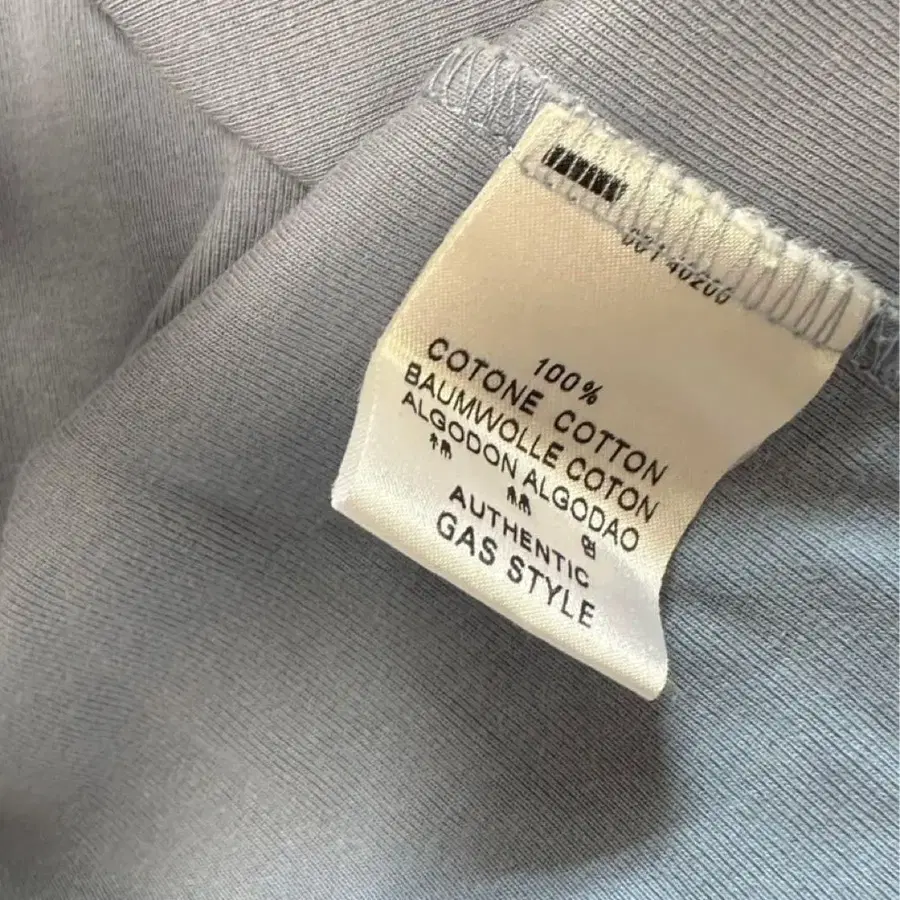 100%
COTONE COTTON
BAUMWOLLE COTON
ALGODON ALGODAO
AUTHENTIC
GAS STYLE